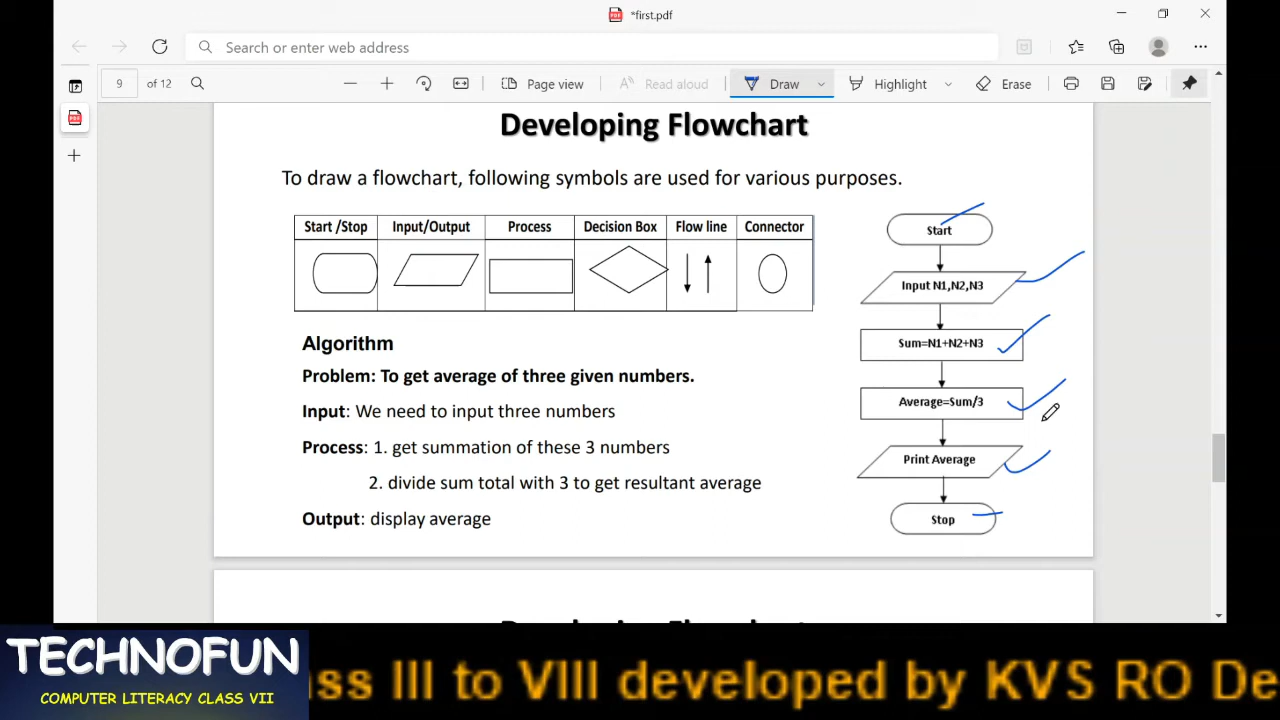 *first.pdf
Search or enter web address
9 of 12
Page view
Read aloud
Draw
Highlight
Erase
Developing Flowchart
To draw a flowchart, following symbols are used for various purposes.
Start /Stop Input/Output Process Decision Box Flow line Connector
Algorithm
Problem: To get average of three given numbers.
Input: We need to input three numbers
Process: 1. get summation of these 3 numbers
2. divide sum total with 3 to get resultant average
Output: display average
Start
Input N1,N2,N3
Sum=N1+N2+N3
Average=Sum/3
Print Average
Stop
TECHNOFUN
COMPUTER LITERACY CLASS VII
ss III to VIII developed by KVS RO De